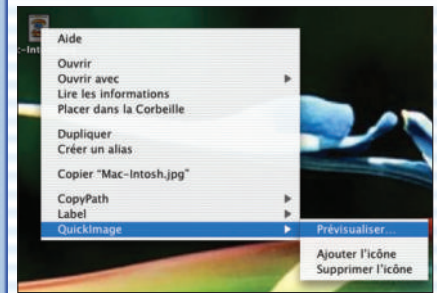 c-Int
Aide
Ouvrir
Ouvrir avec
Lire les informations
Placer dans la Corbeille
Dupliquer
Créer un alias
Copier “Mac-Intosh.jpg”
CopyPath
Label
QuickImage
Prévisualiser...
Ajouter l'icône
Supprimer l'icône